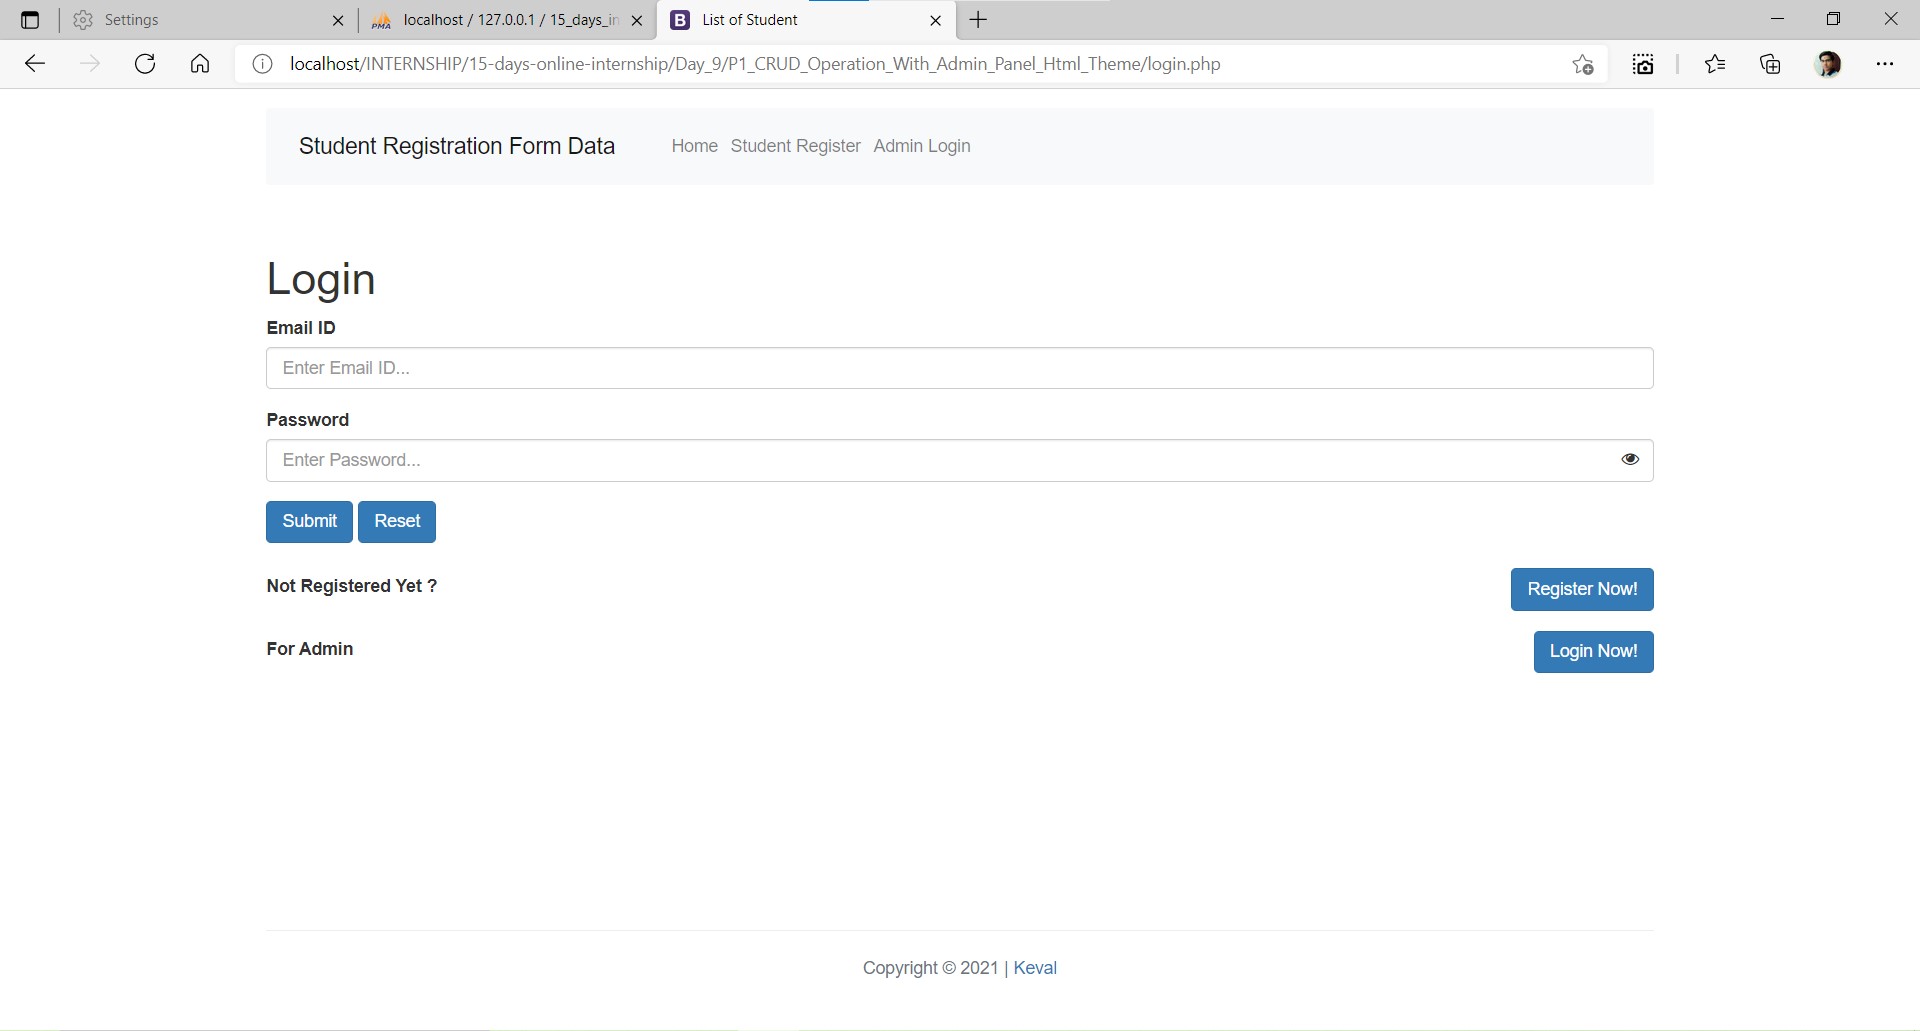 Settings
PMA localhost / 127.0.0.1 / 15_days_in
B List of Student
localhost/INTERNSHIP/15-days-online-internship/Day_9/P1_CRUD_Operation_With_Admin_Panel_Html_Theme/login.php
Student Registration Form Data Home Student Register Admin Login
Login
Email ID
Enter Email ID...
Password
Enter Password...
Submit Reset
Not Registered Yet ? Register Now!
For Admin Login Now!
Copyright © 2021 | Keval